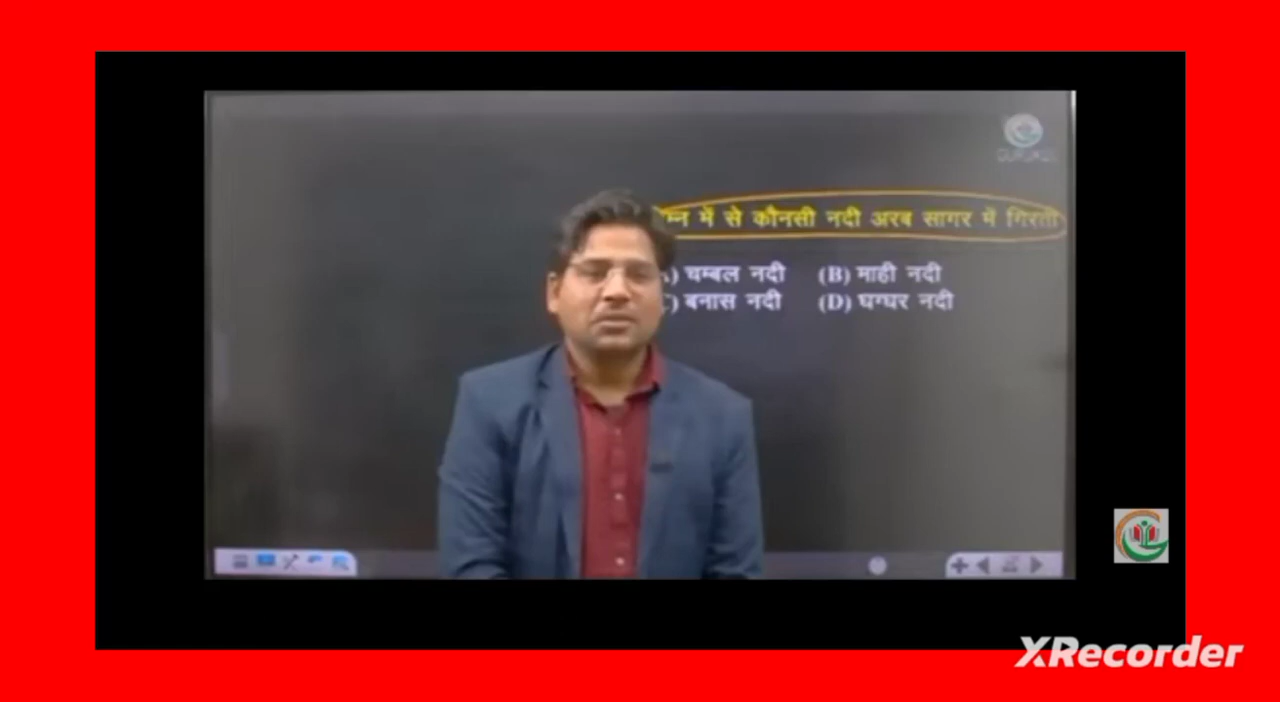 में से कौनसी नदी अरब सागर में गिरती
चम्बल नदी (B) माही नदी
बनास नदी (D) घग्घर नदी
XRecorder